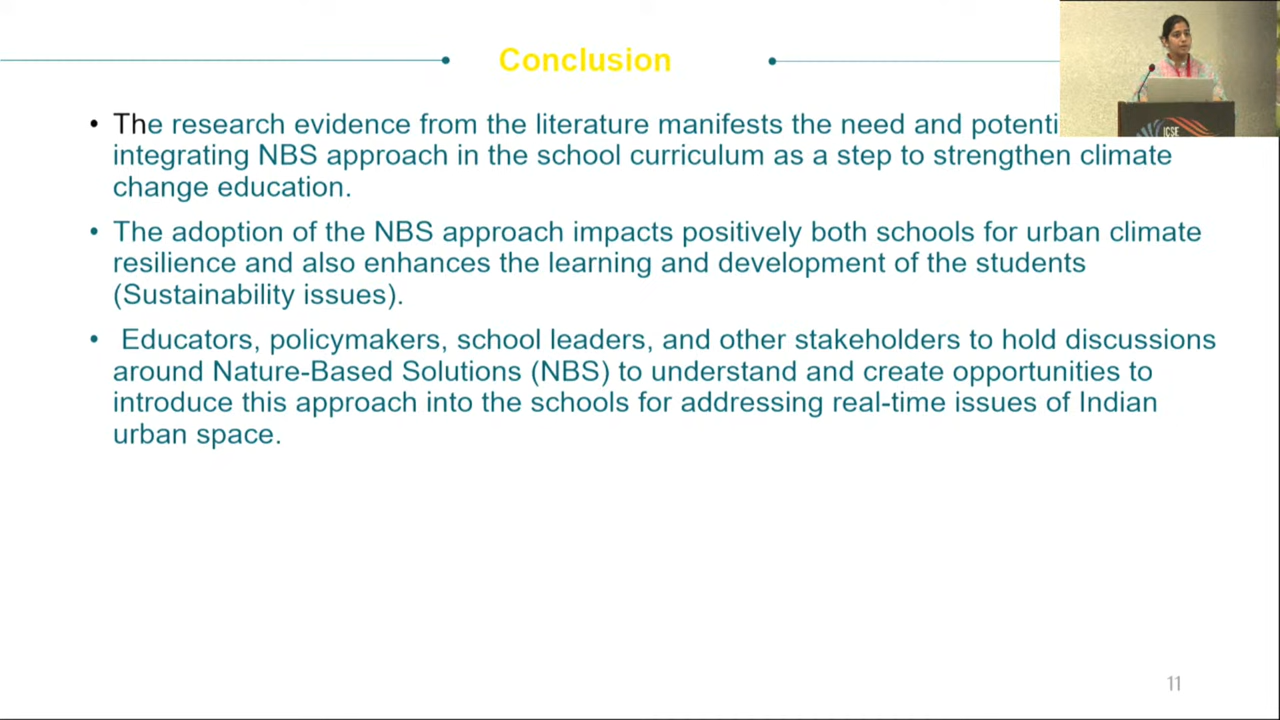 Conclusion
• The research evidence from the literature manifests the need and potenti
integrating NBS approach in the school curriculum as a step to strengthen climate
change education.
• The adoption of the NBS approach impacts positively both schools for urban climate
resilience and also enhances the learning and development of the students
(Sustainability issues).
• Educators, policymakers, school leaders, and other stakeholders to hold discussions
around Nature-Based Solutions (NBS) to understand and create opportunities to
introduce this approach into the schools for addressing real-time issues of Indian
urban space.
ICSE
11